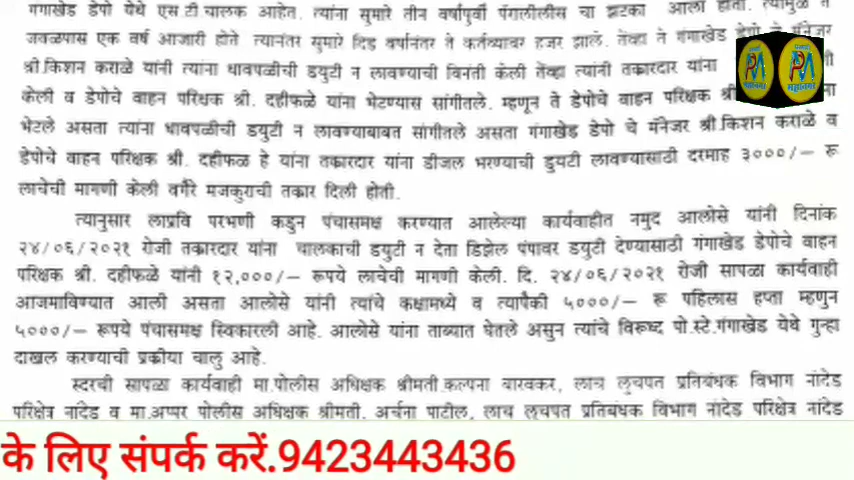 गंगाखेड डेपो येथे एस टी चालक आहेत. त्यांना सुमारे तीन वर्षापुर्वी पॅरालीलीस चा झटका आला होता. त्यामुळे ते
जवळपास एक वर्ष आजारी होते त्यानंतर सुमारे दिड वर्षानंतर ते कर्तव्यावर हजर झाले. तेंव्हा ते गंगाखेड डेपो
श्री.किशन कराळे यांनी त्यांना धावपळीची डयुटी न लावण्याची विनंती केली तेंव्हा त्यांनी तक्रारदार यांना
केली व डेपोचे वाहन परिक्षक श्री. दहीफळे यांना भेटण्यास सांगीतले. म्हणून ते डेपोचे वाहन परिक्षक श्री
भेटले असता त्यांना धावपळीची डयुटी न लावण्याबाबत सांगीतले असता गंगाखेड डेपो चे मॅनेजर श्री.किशन कराळे व
डेपोचे वाहन परिक्षक श्री. दहीफळ हे यांना तक्रारदार यांना डीजल भरण्याची डुयटी लावण्यासाठी दरमाह ३०००/- रू
लाचेची मागणी केली वगैरे मजकुराची तक्रार दिली होती.
त्यानुसार लाप्रवि परभणी कडुन पंचासमक्ष करण्यात आलेल्या कार्यवाहीत नमुद आलोसे यांनी दिनांक
२४/०६/२०२१ रोजी तक्रारदार यांना चालकाची डयुटी न देता डिझेल पंपावर डयुटी देण्यासाठी गंगाखेड डेपोचे वाहन
परिक्षक श्री. दहीफळे यांनी १२,०००/- रूपये लाचेची मागणी केली. दि. २४/०६/२०२१ रोजी सापळा कार्यवाही
आजमाविण्यात आली असता आलोसे यांनी त्यांचे कक्षामध्ये व त्यापैकी ५०००/- रू पहिलास हप्ता म्हणुन
५०००/- रूपये पंचासमक्ष स्विकारली आहे. आलोसे यांना ताब्यात घेतले असुन त्यांचे विरूध्द पो.स्टे.गंगाखेड येथे गुन्हा
दाखल करण्याची प्रकीया चालु आहे.
स्दरची सापळा कार्यवाही मा.पोलीस अधिक्षक श्रीमती.कल्पना बारवकर, लाच लुचपत प्रतिबंधक विभाग नांदेड
परिक्षेत्र नांदेड व मा.अप्पर पोलीस अधिक्षक श्रीमती. अर्चना पाटील, लाच लुचपत प्रतिबंधक विभाग नांदेड परिक्षेत्र नांदेड
के लिए संपर्क करें.9423443436